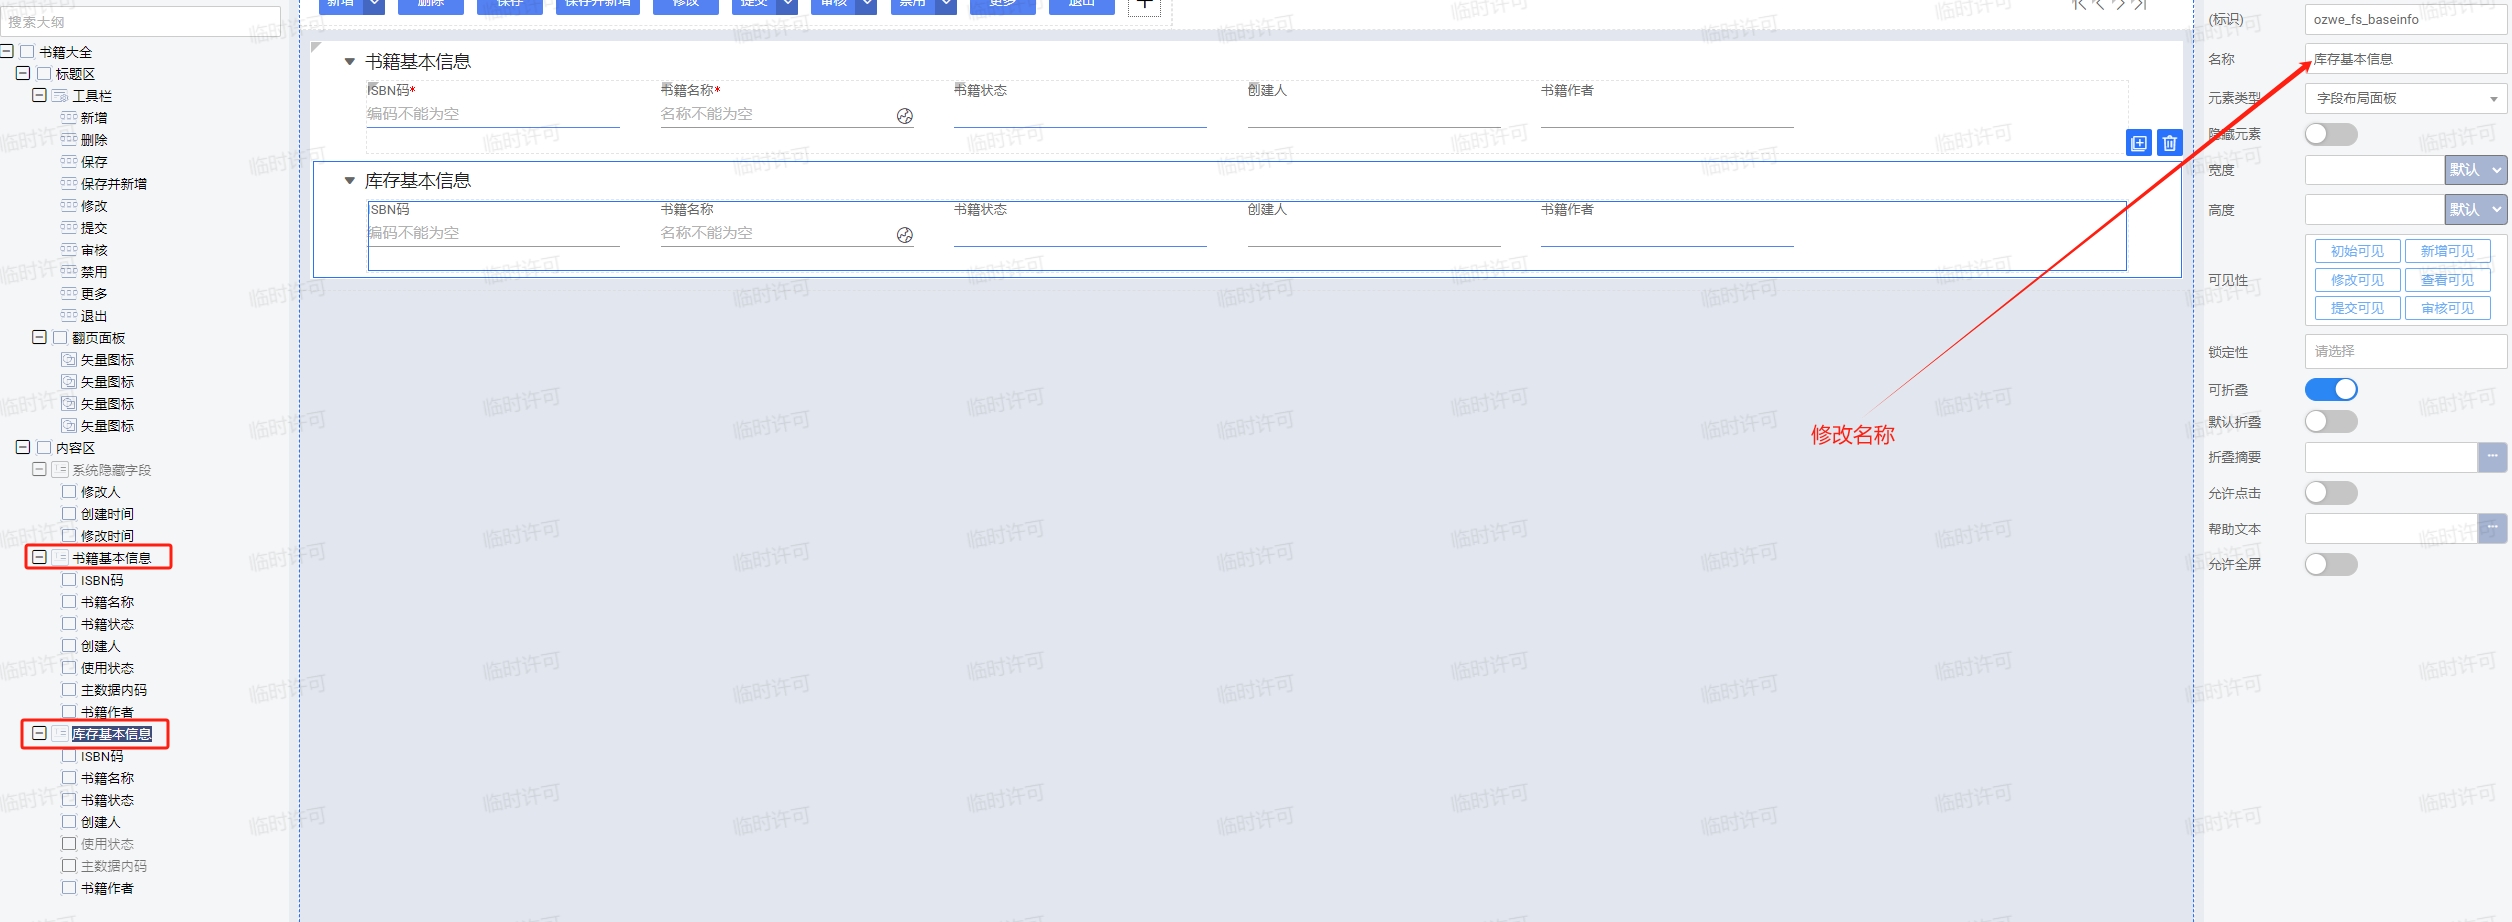 搜索大纲
书籍大全
标题区
工具栏
新增
删除
保存
保存并新增
修改
提交
审核
禁用
更多
退出
翻页面板
矢量图标
矢量图标
矢量图标
矢量图标
内容区
系统隐藏字段
修改人
创建时间
修改时间
书籍基本信息
ISBN码
书籍名称
书籍状态
创建人
使用状态
主数据内码
书籍作者
库存基本信息
ISBN码
书籍名称
书籍状态
创建人
使用状态
主数据内码
书籍作者
新增 删除 保存 保存并新增 修改 提交 审核 禁用 更多 退出
书籍基本信息
ISBN码* 书籍名称* 书籍状态 创建人 书籍作者
编码不能为空 名称不能为空
库存基本信息
ISBN码 书籍名称 书籍状态 创建人 书籍作者
编码不能为空 名称不能为空
修改名称
(标识) ozwe_fs_baseinfo
名称 库存基本信息
元素类型 字段布局面板
隐藏元素
宽度 默认
高度 默认
可见性
初始可见 新增可见
修改可见 查看可见
提交可见 审核可见
锁定性 请选择
可折叠
默认折叠
折叠摘要
允许点击
帮助文本
允许全屏
临时许可